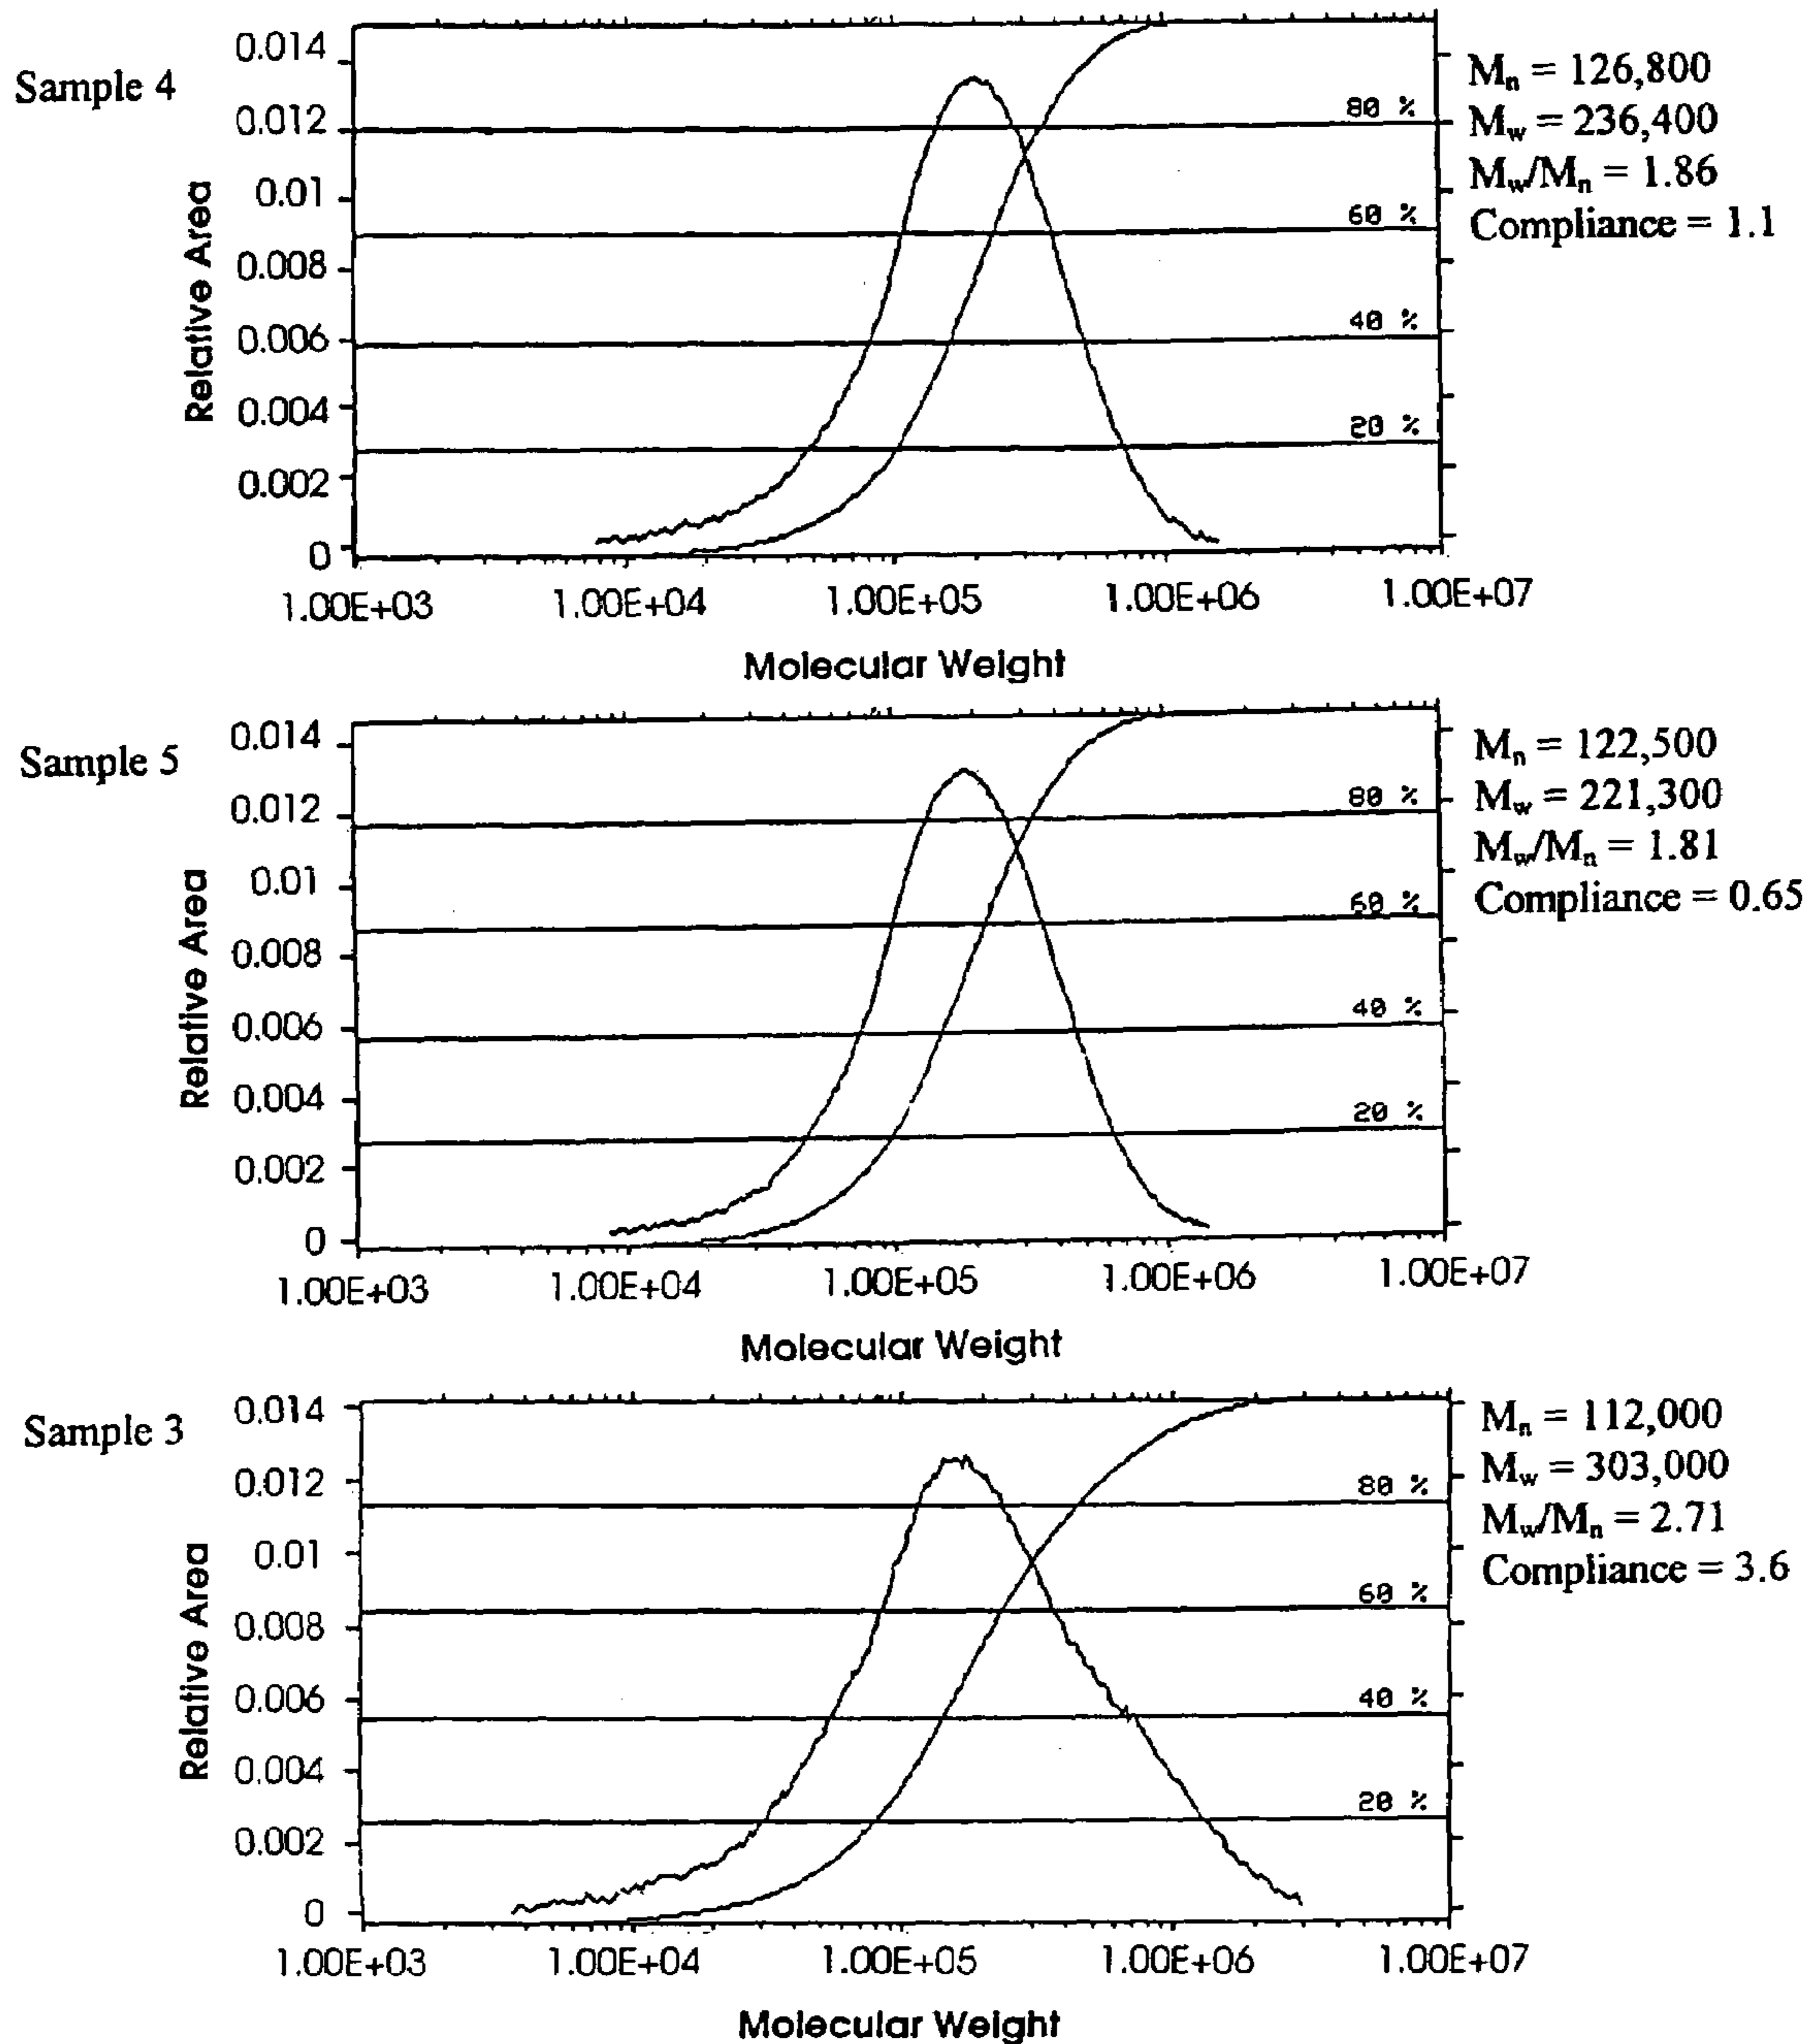 Sample 4
Relative Area
0.014
0.012
0.01
0.008
0.006
0.004
0.002
0
80 %
60 %
40 %
20 %
1.00E+03 1.00E+04 1.00E+05 1.00E+06 1.00E+07
Molecular Weight
Mₙ = 126,800
M_w = 236,400
M_w/Mₙ = 1.86
Compliance = 1.1
Sample 5
Relative Area
0.014
0.012
0.01
0.008
0.006
0.004
0.002
0
80 %
60 %
40 %
20 %
1.00E+03 1.00E+04 1.00E+05 1.00E+06 1.00E+07
Molecular Weight
Mₙ = 122,500
M_w = 221,300
M_w/Mₙ = 1.81
Compliance = 0.65
Sample 3
Relative Area
0.014
0.012
0.01
0.008
0.006
0.004
0.002
0
80 %
60 %
40 %
20 %
1.00E+03 1.00E+04 1.00E+05 1.00E+06 1.00E+07
Molecular Weight
Mₙ = 112,000
M_w = 303,000
M_w/Mₙ = 2.71
Compliance = 3.6